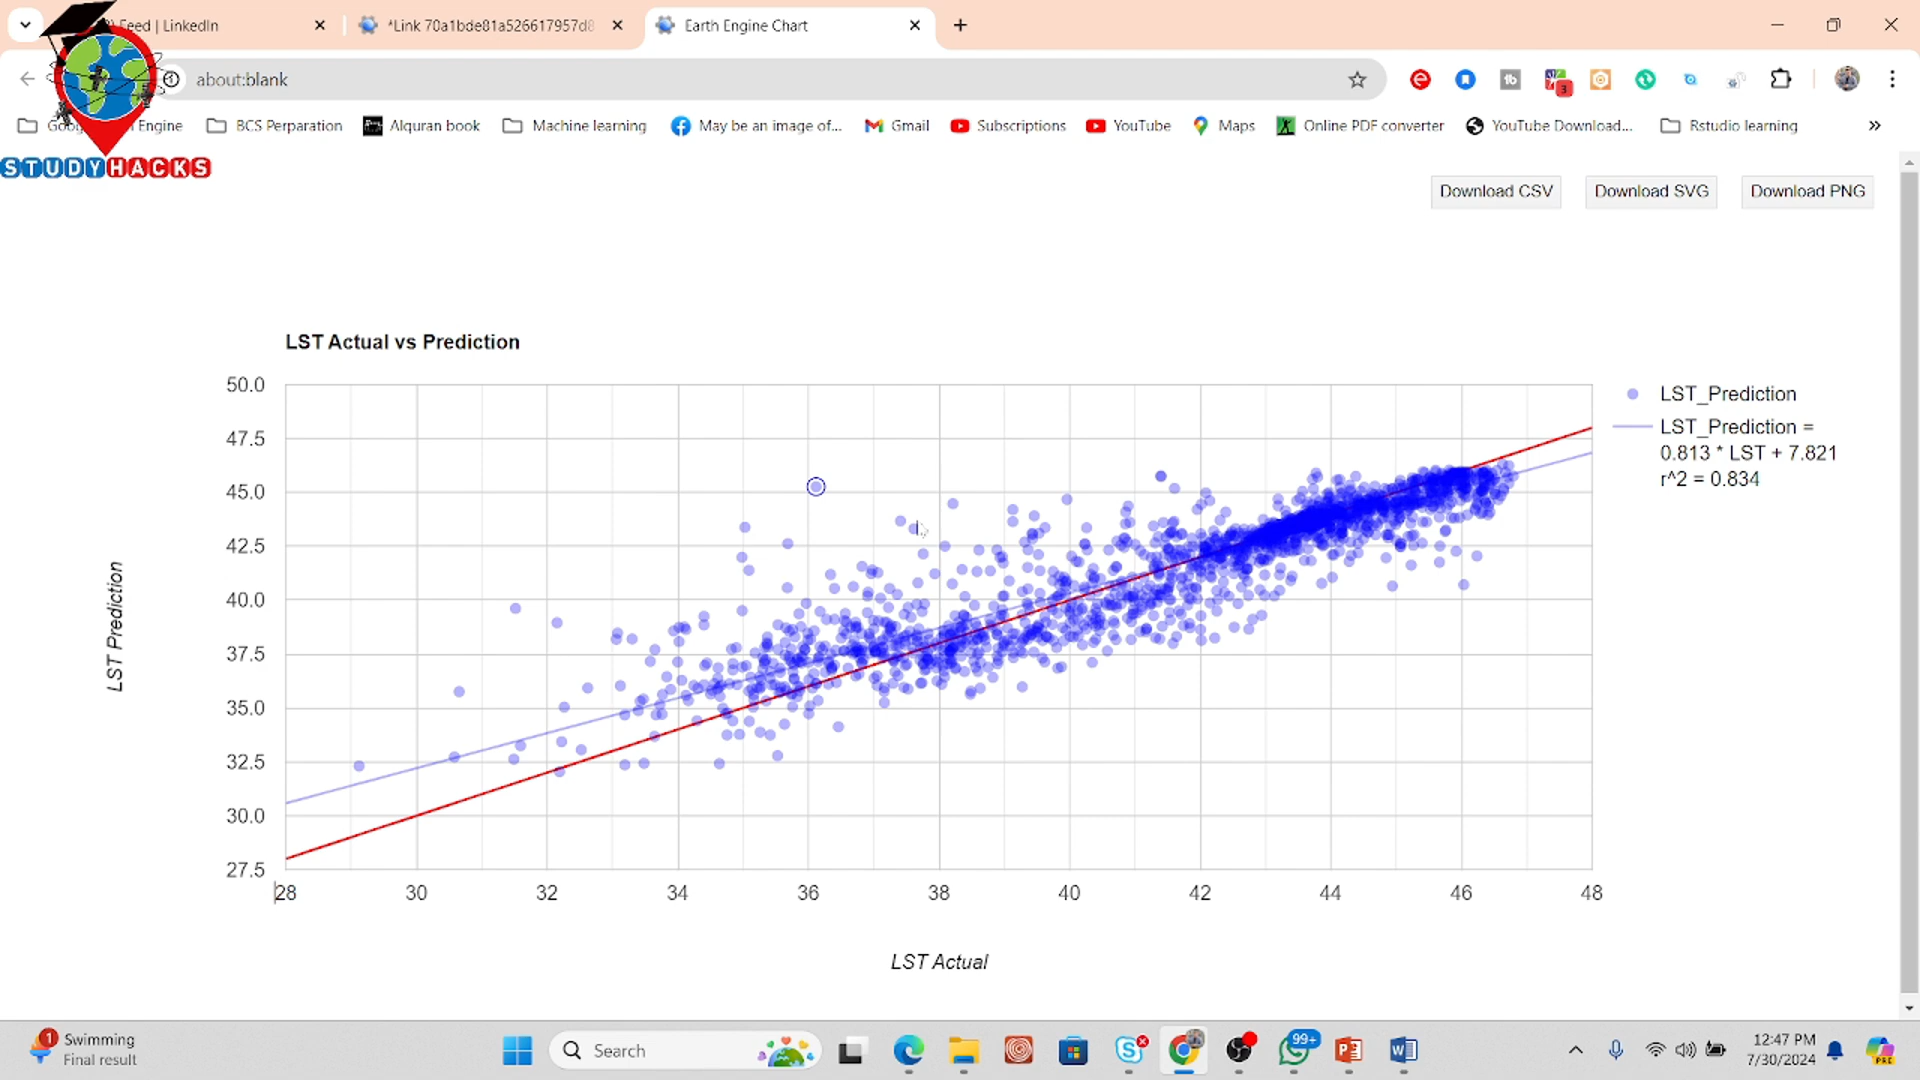 Feed | LinkedIn
*Link 70a1bde81a526617957d8
Earth Engine Chart
about:blank
3
Engine
BCS Perparation
Alquran book
Machine learning
May be an image of...
Gmail
Subscriptions
YouTube
Maps
Online PDF converter
YouTube Download...
Rstudio learning
STUDYHACKS
Download CSV
Download SVG
Download PNG
LST Actual vs Prediction
50.0
47.5
45.0
42.5
40.0
37.5
35.0
32.5
30.0
27.5
LST Prediction
LST_Prediction
LST_Prediction =
0.813 * LST + 7.821
r^2 = 0.834
28 30 32 34 36 38 40 42 44 46 48
LST Actual
1
Swimming
Final result
Search
99+
12:47 PM
7/30/2024
PRE